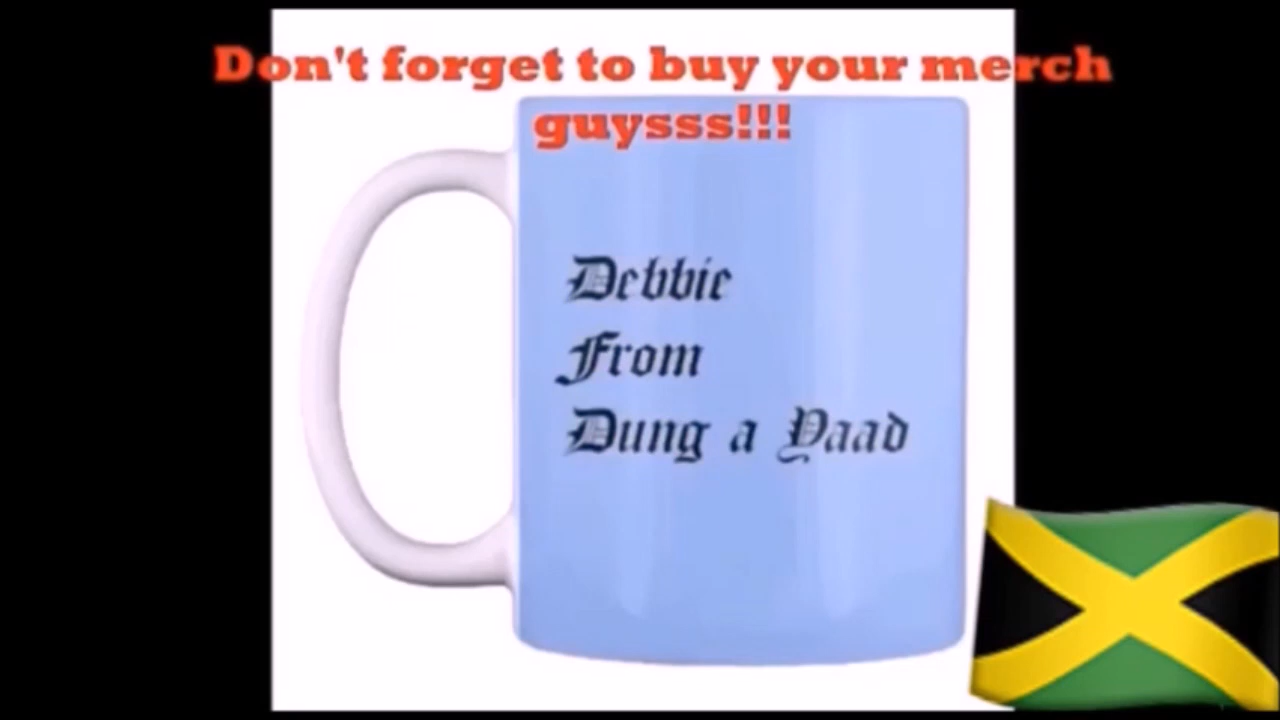 Don't forget to buy your merch
guysss!!!
Debbie
From
Dung a Yaad